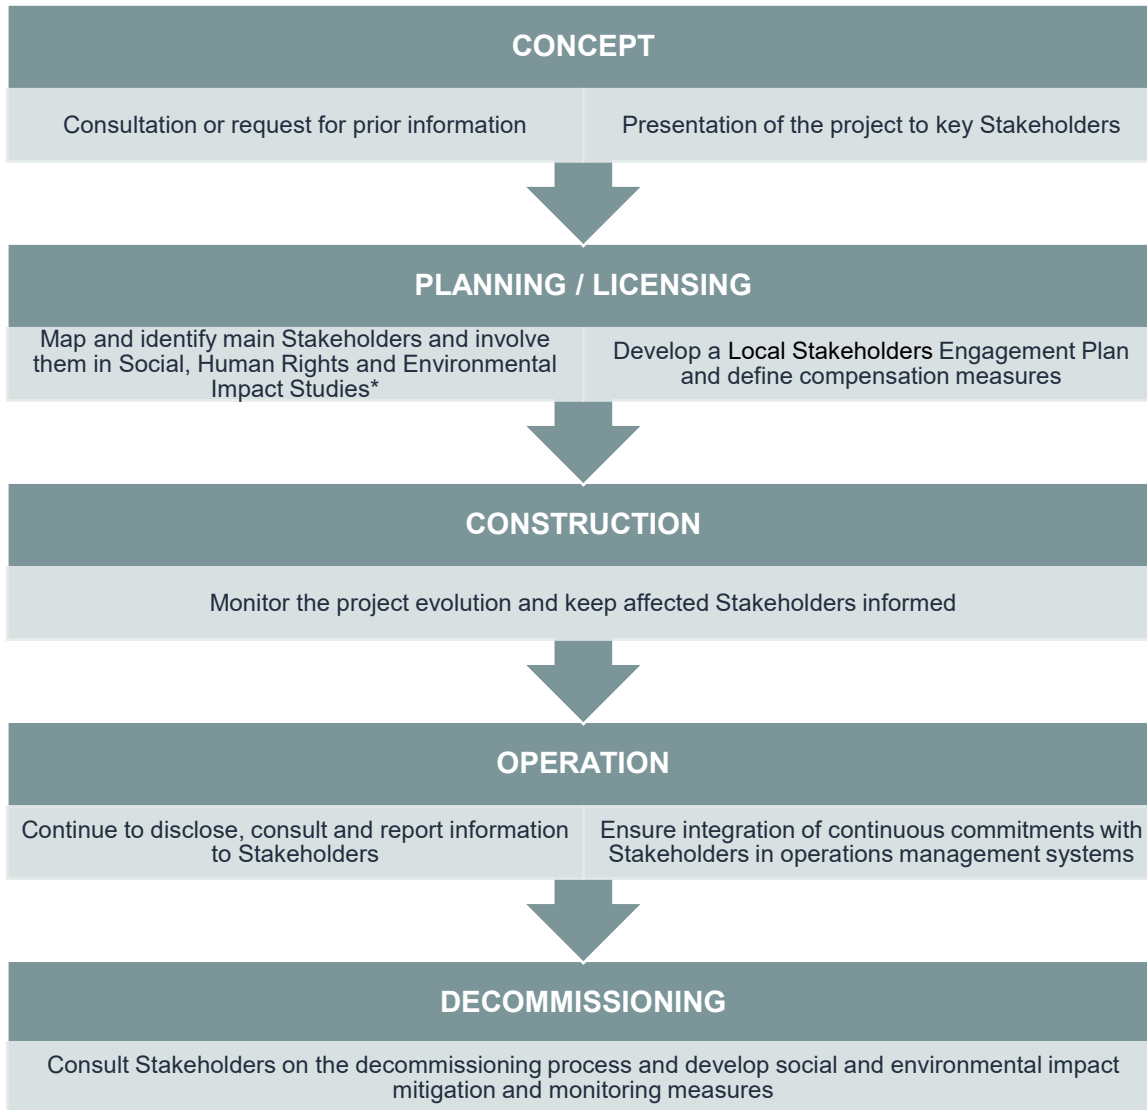 CONCEPT
Consultation or request for prior information
Presentation of the project to key Stakeholders
PLANNING / LICENSING
Map and identify main Stakeholders and involve
them in Social, Human Rights and Environmental
Impact Studies*
Develop a Local Stakeholders Engagement Plan
and define compensation measures
CONSTRUCTION
Monitor the project evolution and keep affected Stakeholders informed
OPERATION
Continue to disclose, consult and report information
to Stakeholders
Ensure integration of continuous commitments with
Stakeholders in operations management systems
DECOMMISSIONING
Consult Stakeholders on the decommissioning process and develop social and environmental impact
mitigation and monitoring measures